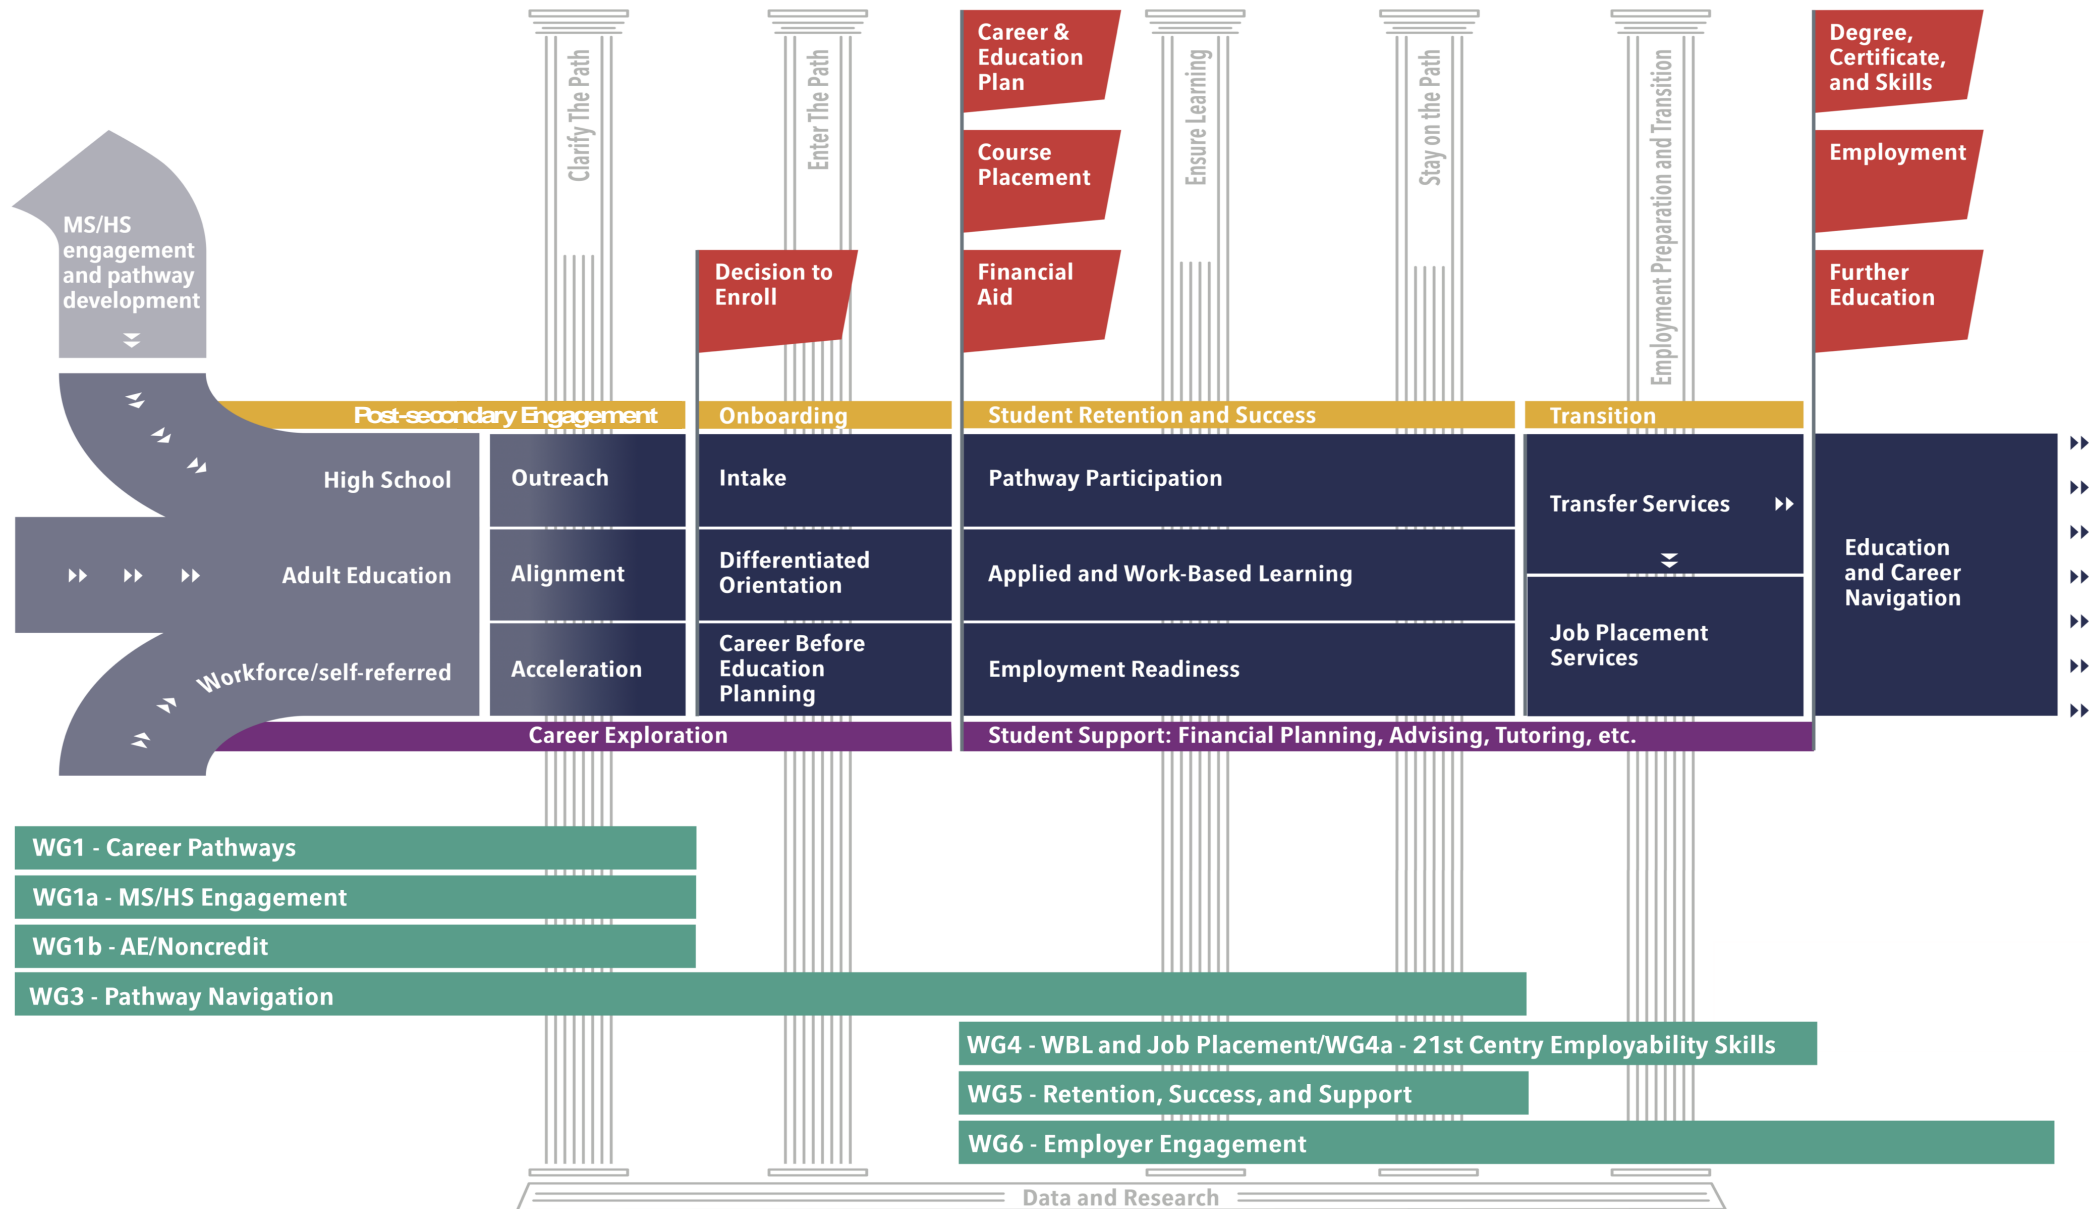 Clarify The Path
Enter The Path
Career &
Education
Plan
Ensure Learning
Stay on the Path
Employment Preparation and Transition
Degree,
Certificate,
and Skills
Course
Placement
Employment
MS/HS
engagement
and pathway
development
Decision to
Enroll
Financial
Aid
Further
Education
Post-secondary Engagement
Onboarding
Student Retention and Success
Transition
High School
Adult Education
Workforce/self-referred
Outreach
Alignment
Acceleration
Intake
Differentiated
Orientation
Career Before
Education
Planning
Pathway Participation
Applied and Work-Based Learning
Employment Readiness
Transfer Services
Job Placement
Services
Education
and Career
Navigation
Career Exploration
Student Support: Financial Planning, Advising, Tutoring, etc.
WG1 - Career Pathways
WG1a - MS/HS Engagement
WG1b - AE/Noncredit
WG3 - Pathway Navigation
WG4 - WBL and Job Placement/WG4a - 21st Centry Employability Skills
WG5 - Retention, Success, and Support
WG6 - Employer Engagement
Data and Research